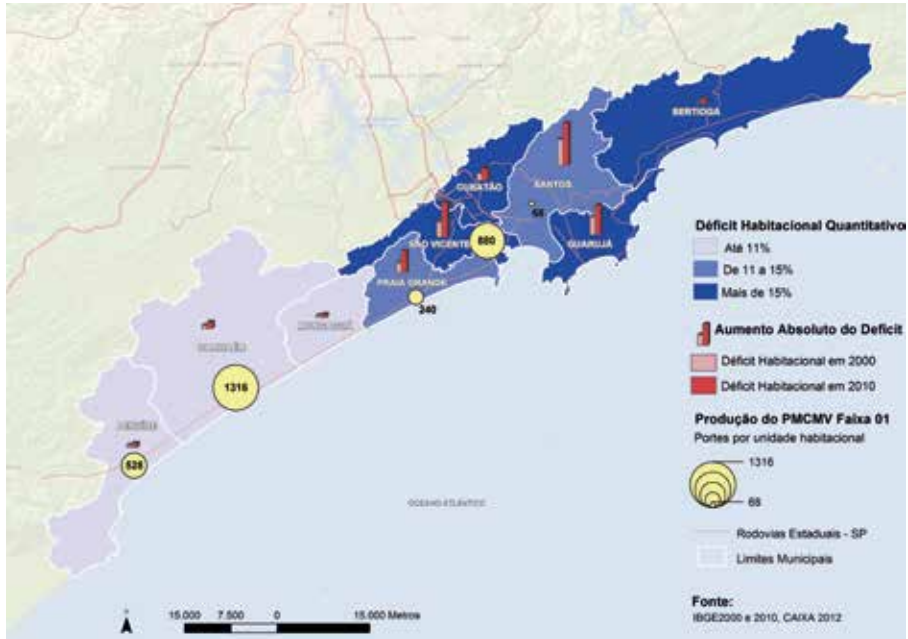 BERTIOGA
SANTOS
CUBATÃO
68
GUARUJÁ
SÃO VICENTE
880
PRAIA GRANDE
240
1316
528
OCEANO ATLÂNTICO
15.000 7.500 0 15.000 Metros
Déficit Habitacional Quantitativo
Até 11%
De 11 a 15%
Mais de 15%
Aumento Absoluto do Deficit
Déficit Habitacional em 2000
Déficit Habitacional em 2010
Produção do PMCMV Faixa 01
Portes por unidade habitacional
1316
68
Rodovias Estaduais - SP
Limites Municipais
Fonte:
IBGE2000 e 2010, CAIXA 2012